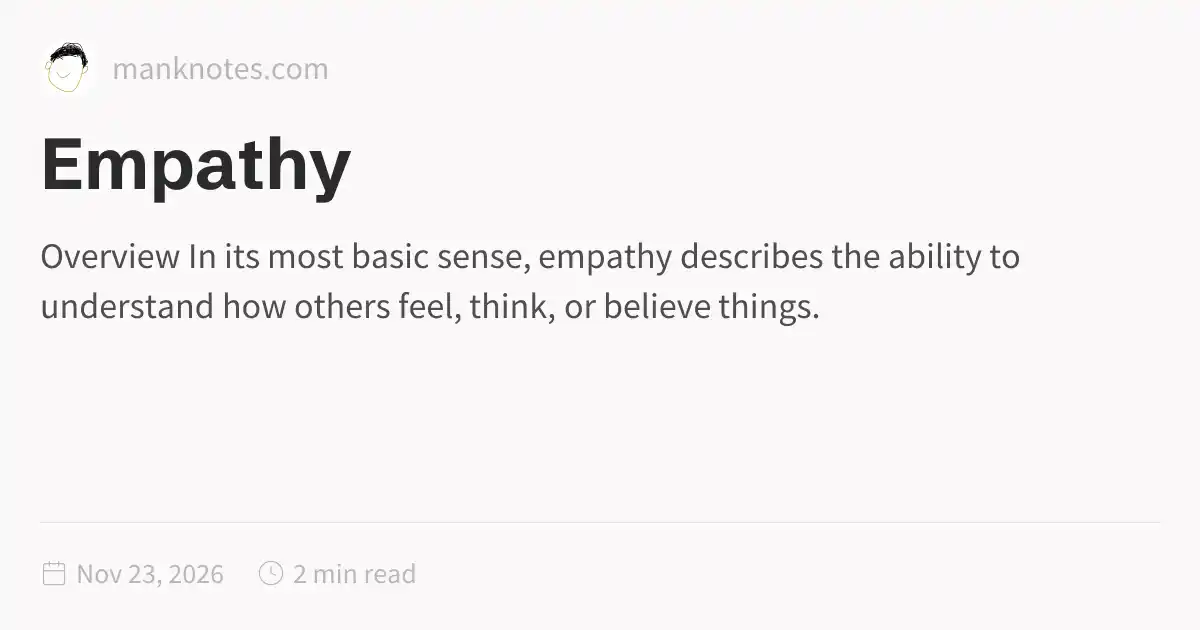 manknotes.com
Empathy
Overview In its most basic sense, empathy describes the ability to
understand how others feel, think, or believe things.
Nov 23, 2026 2 min read